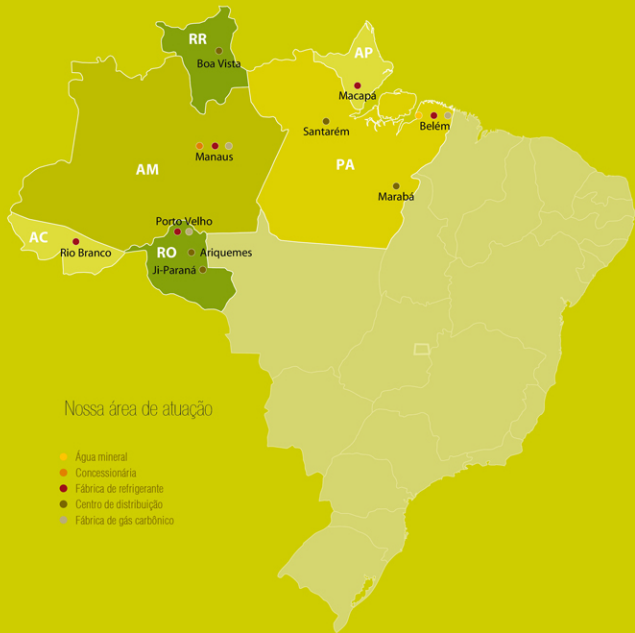 RR
Boa Vista
AP
Macapá
Santarém
Belém
Manaus
AM
PA
Marabá
Porto Velho
AC
Rio Branco
RO
Ariquemes
Ji-Paraná
Nossa área de atuação
Água mineral
Concessionária
Fábrica de refrigerante
Centro de distribuição
Fábrica de gás carbônico